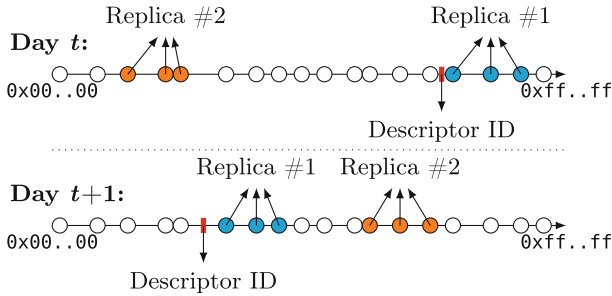 Replica #2 Replica #1
Day t:
0x00..00 0xff..ff
Descriptor ID
Replica #1 Replica #2
Day t+1:
0x00..00 0xff..ff
Descriptor ID